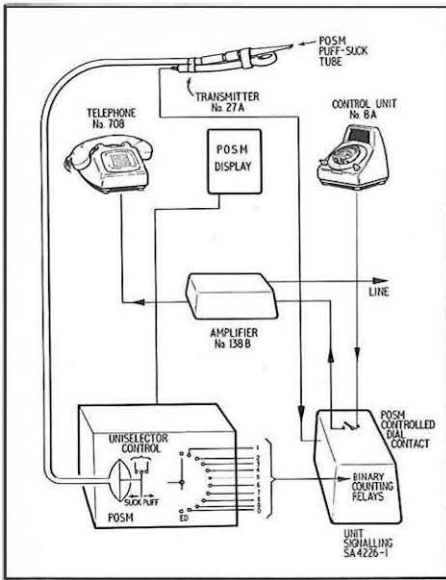 POSM
PUFF-SUCK
TUBE
TRANSMITTER
No. 27A
TELEPHONE
No. 708
CONTROL UNIT
No. 8A
POSM
DISPLAY
LINE
AMPLIFIER
No 138B
POSM
CONTROLLED
DIAL
CONTACT
UNISELECTOR
CONTROL
1
2
3
4
5
6
7
8
9
0
SUCK PUFF
POSM
ED
BINARY
COUNTING
RELAYS
UNIT
SIGNALLING
SA4226-1